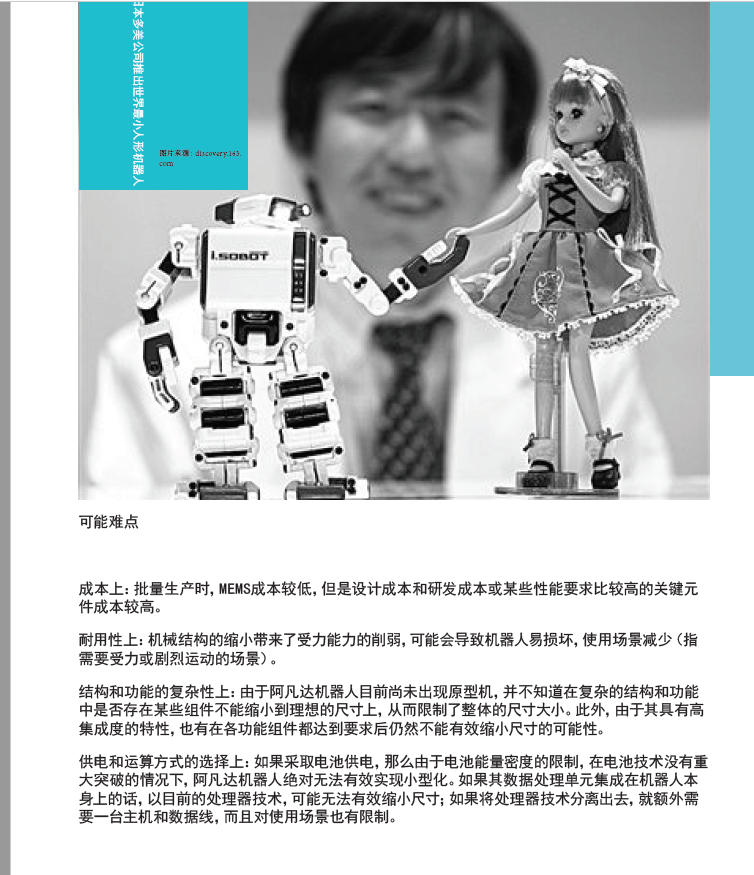 日本多美公司推出世界最小人形机器人
图片来源：discovery.163.
com
i.SOBOT
可能难点
成本上：批量生产时，MEMS成本较低，但是设计成本和研发成本或某些性能要求比较高的关键元
件成本较高。
耐用性上：机械结构的缩小带来了受力能力的削弱，可能会导致机器人易损坏，使用场景减少（指
需要受力或剧烈运动的场景）。
结构和功能的复杂性上：由于阿凡达机器人目前尚未出现原型机，并不知道在复杂的结构和功能
中是否存在某些组件不能缩小到理想的尺寸上，从而限制了整体的尺寸大小。此外，由于其具有高
集成度的特性，也有在各功能组件都达到要求后仍然不能有效缩小尺寸的可能性。
供电和运算方式的选择上：如果采取电池供电，那么由于电池能量密度的限制，在电池技术没有重
大突破的情况下，阿凡达机器人绝对无法有效实现小型化。如果其数据处理单元集成在机器人本
身上的话，以目前的处理器技术，可能无法有效缩小尺寸；如果将处理器技术分离出去，就额外需
要一台主机和数据线，而且对使用场景也有限制。